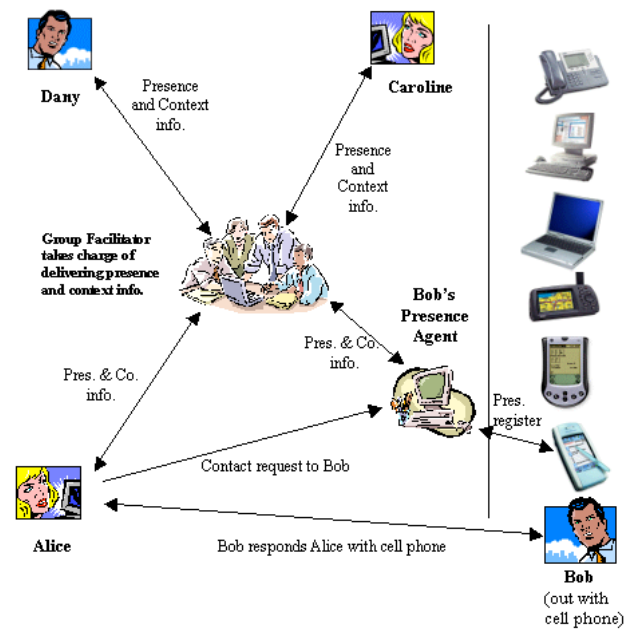 Dany
Caroline
Presence
and Context
info.
Presence
and
Context
info.
Group Facilitator
takes charge of
delivering presence
and context info.
Bob's
Presence
Agent
Pres. & Co.
info.
Pres. & Co.
info.
Pres.
register
Contact request to Bob
Alice
Bob responds Alice with cell phone
Bob
(out with
cell phone)